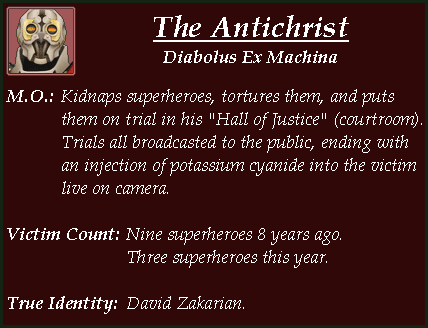 The Antichrist
Diabolus Ex Machina
M.O.: Kidnaps superheroes, tortures them, and puts
them on trial in his "Hall of Justice" (courtroom).
Trials all broadcasted to the public, ending with
an injection of potassium cyanide into the victim
live on camera.
Victim Count: Nine superheroes 8 years ago.
Three superheroes this year.
True Identity: David Zakarian.